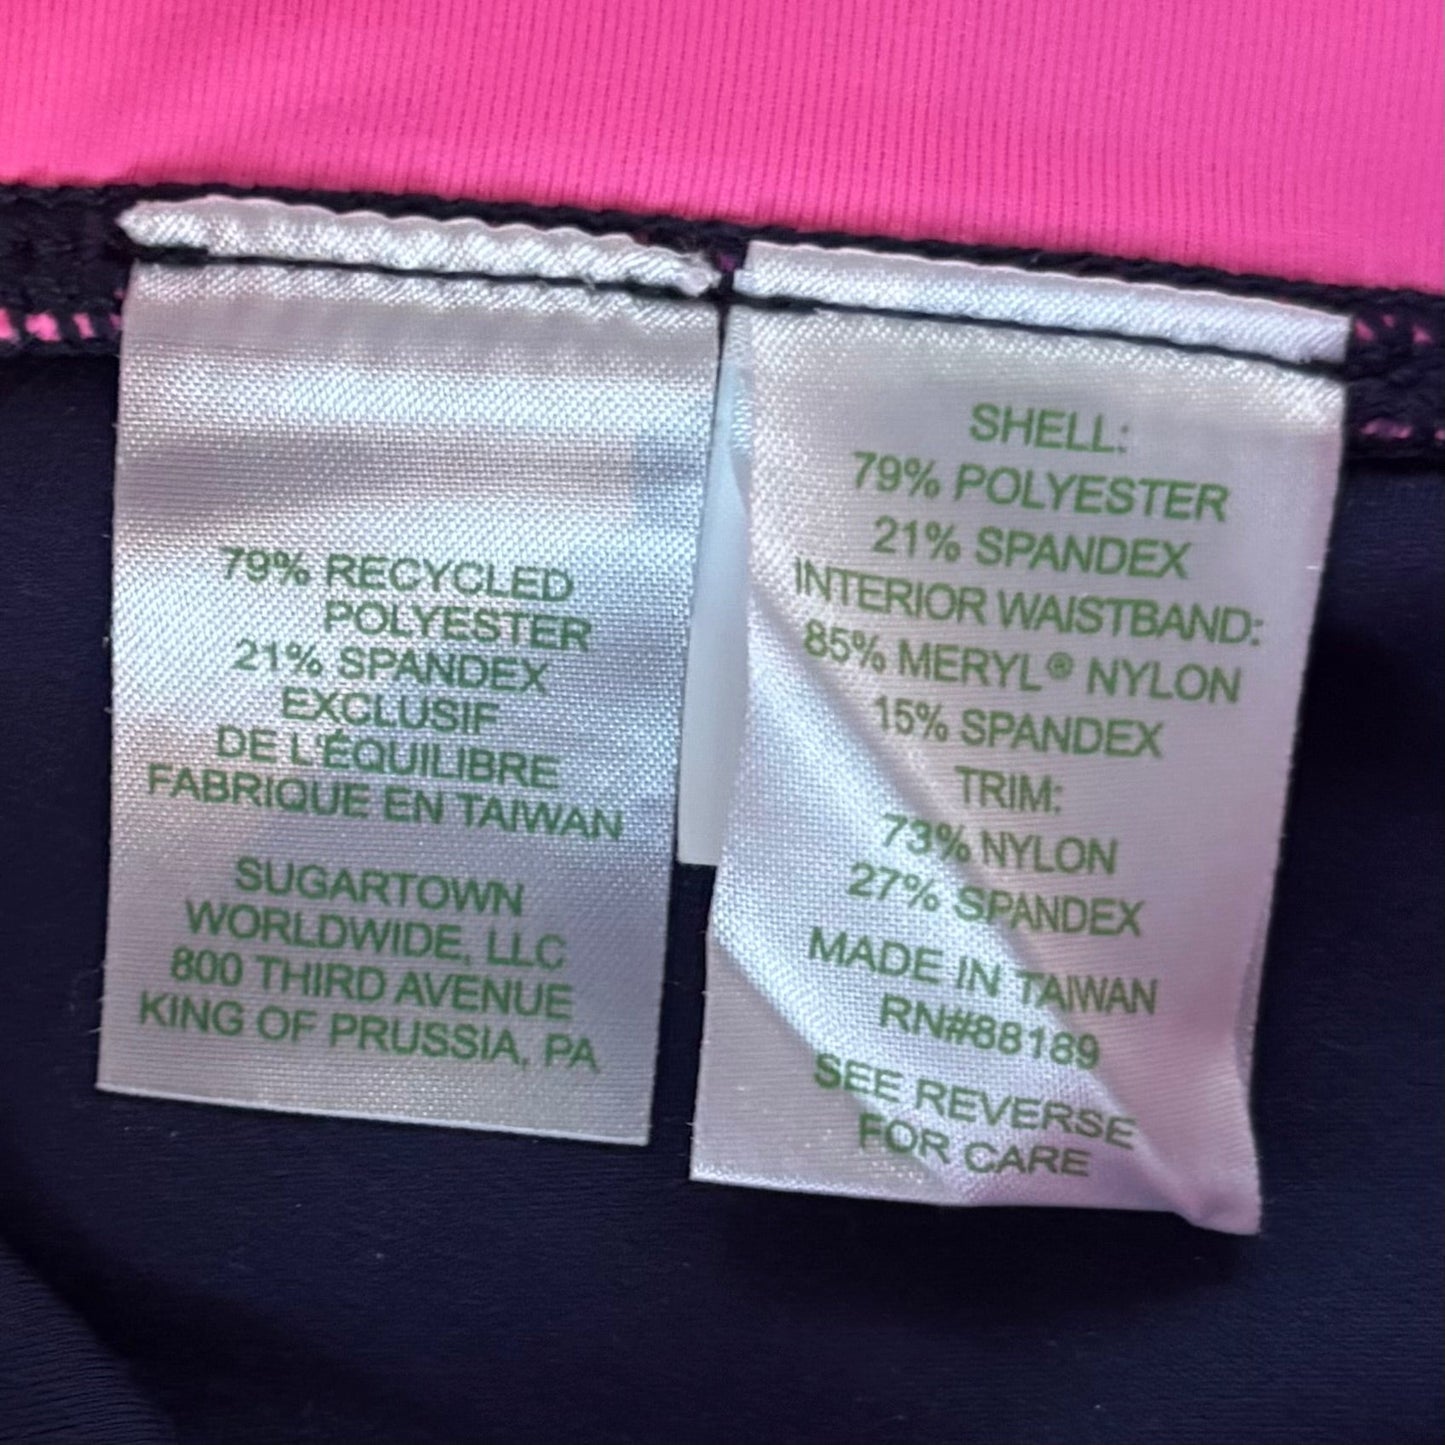 79% RECYCLED
POLYESTER
21% SPANDEX
EXCLUSIF
DE L'ÉQUILIBRE
FABRIQUE EN TAIWAN
SUGARTOWN
WORLDWIDE, LLC
800 THIRD AVENUE
KING OF PRUSSIA, PA
SHELL:
79% POLYESTER
21% SPANDEX
INTERIOR WAISTBAND:
85% MERYL® NYLON
15% SPANDEX
TRIM:
73% NYLON
27% SPANDEX
MADE IN TAIWAN
RN#88189
SEE REVERSE
FOR CARE